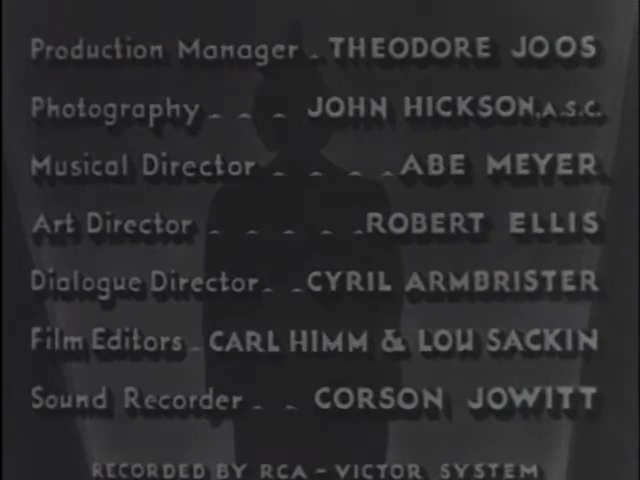 Production Manager - THEODORE JOOS
Photography - - - JOHN HICKSON, A.S.C.
Musical Director - - - - ABE MEYER
Art Director - - - - - ROBERT ELLIS
Dialogue Director - - CYRIL ARMBRISTER
Film Editors - CARL HIMM & LOU SACKIN
Sound Recorder - - CORSON JOWITT
RECORDED BY RCA - VICTOR SYSTEM